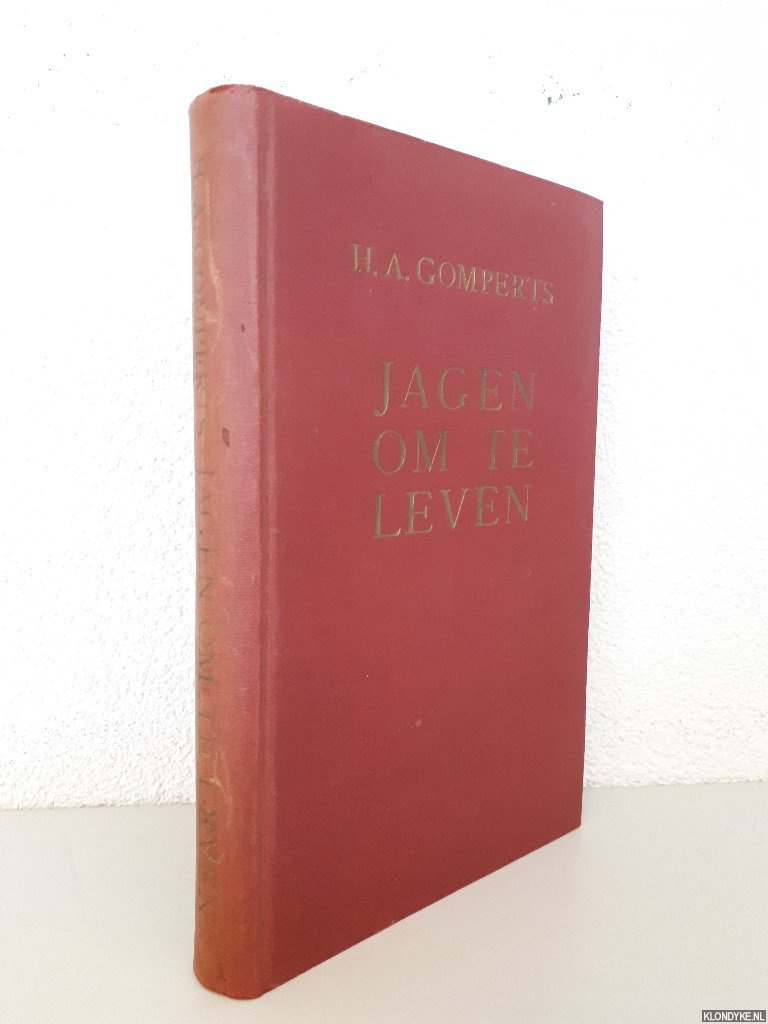 H. A. GOMPERTS
JAGEN
OM TE
LEVEN
H. A. GOMPERTS JAGEN OM TE LEVEN
KLONDYKE.NL